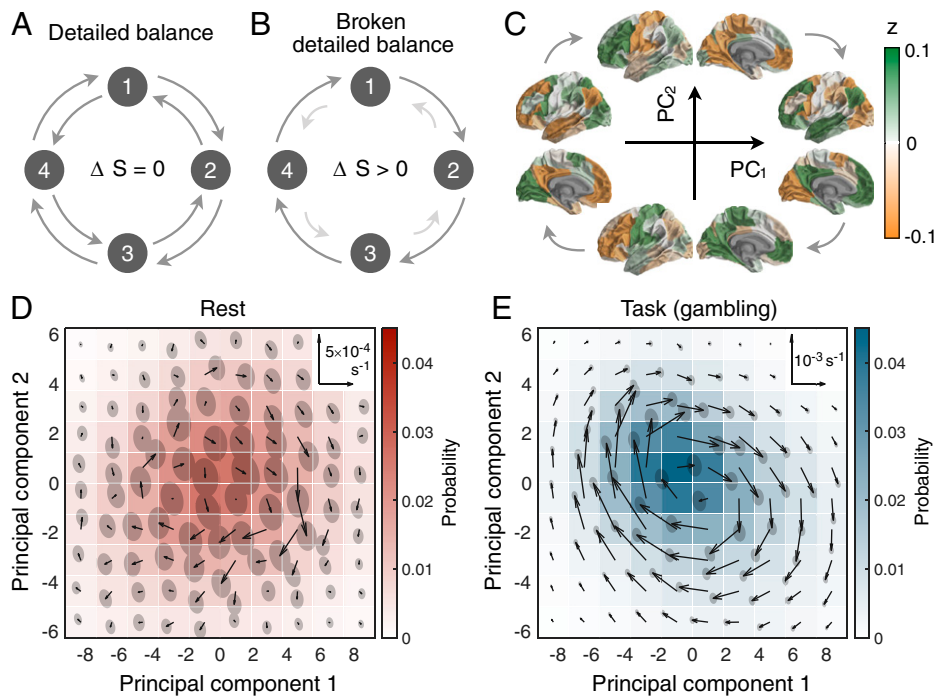 A
Detailed balance
1
2
3
4
Δ S = 0
B
Broken
detailed balance
1
2
3
4
Δ S > 0
C
PC2
PC1
z
0.1
0
-0.1
D
Rest
5×10-4
s-1
6
4
2
0
-2
-4
-6
Principal component 2
-8 -6 -4 -2 0 2 4 6 8
Principal component 1
0.04
0.03
0.02
0.01
0
Probability
E
Task (gambling)
10-3 s-1
6
4
2
0
-2
-4
-6
Principal component 2
-8 -6 -4 -2 0 2 4 6 8
Principal component 1
0.04
0.03
0.02
0.01
0
Probability